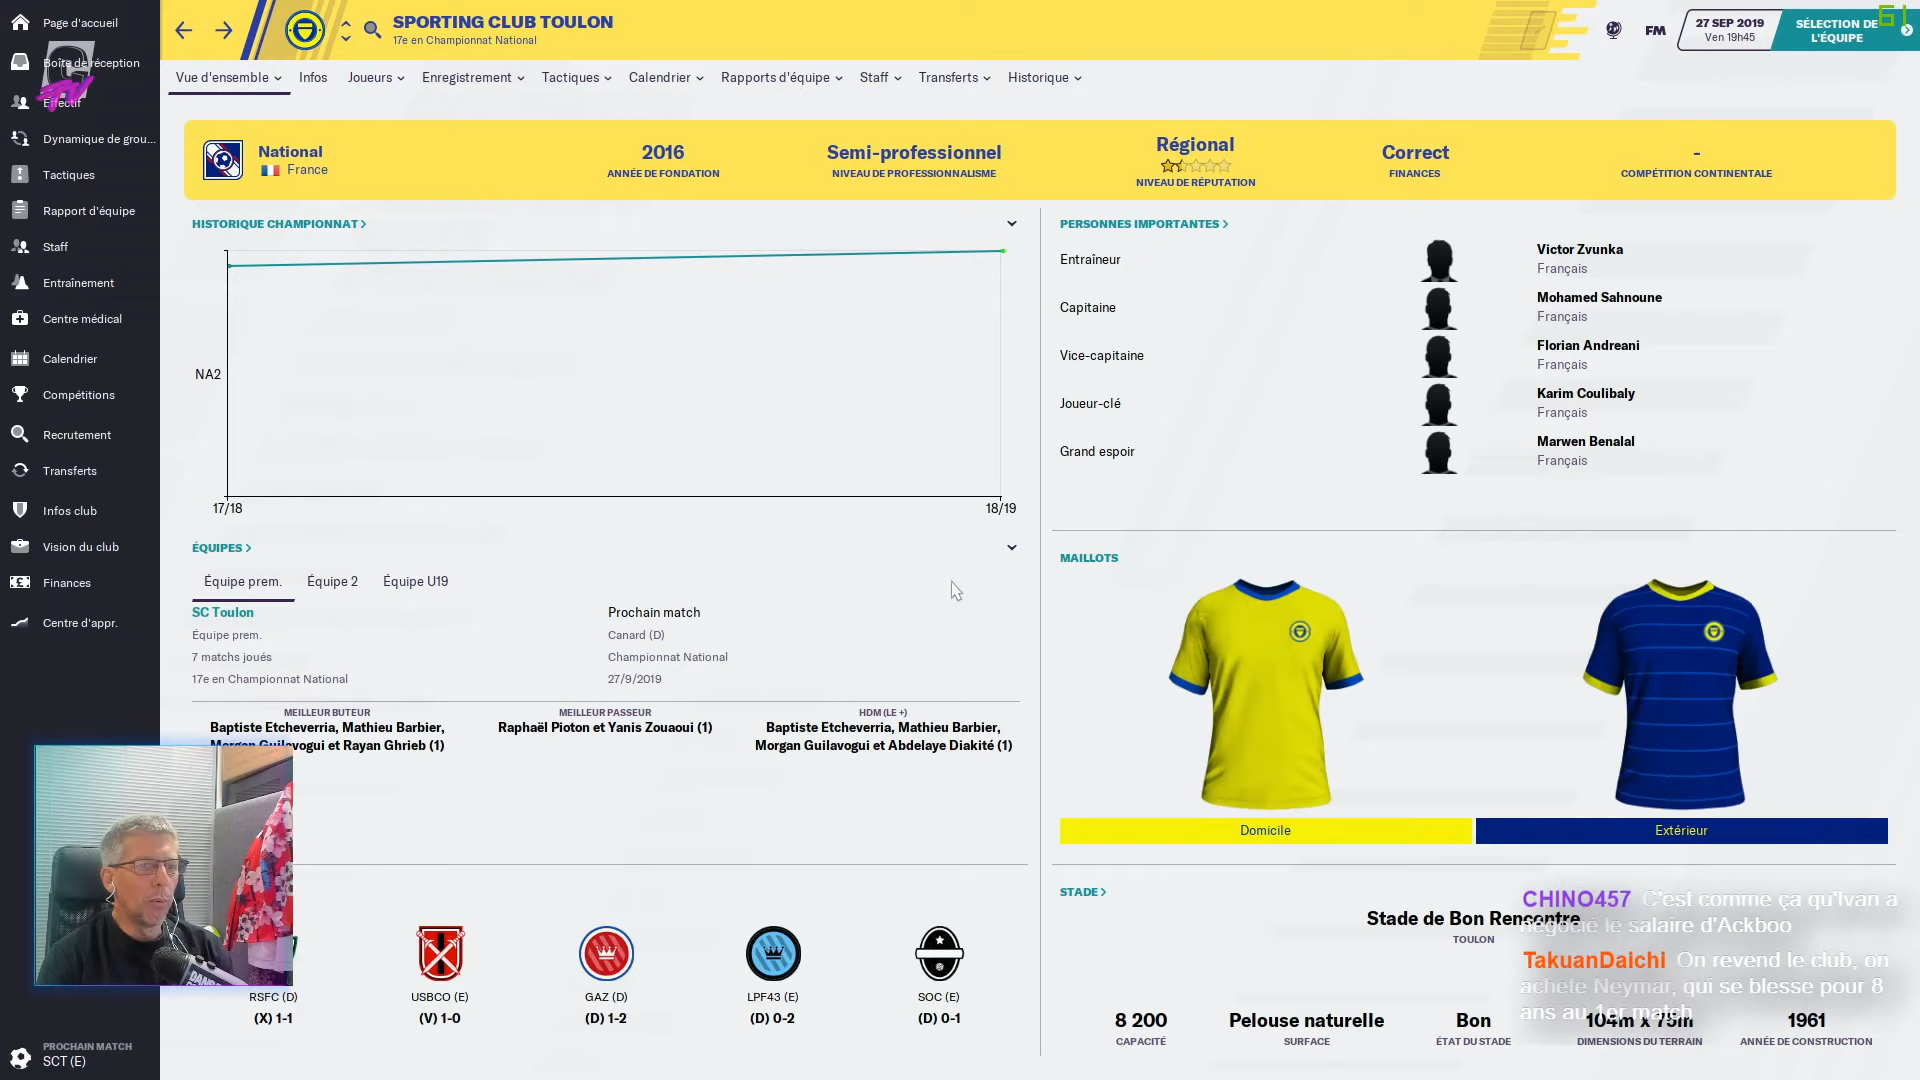 Page d'accueil
Boîte de réception
Effectif
Dynamique de grou...
Tactiques
Rapport d'équipe
Staff
Entraînement
Centre médical
Calendrier
Compétitions
Recrutement
Transferts
Infos club
Vision du club
Finances
Centre d'appr.
PROCHAIN MATCH
SCT (E)
SPORTING CLUB TOULON
17e en Championnat National
FM
27 SEP 2019
Ven 19h45
SÉLECTION DE
L'ÉQUIPE
61
Vue d'ensemble Infos Joueurs Enregistrement Tactiques Calendrier Rapports d'équipe Staff Transferts Historique
National
France
2016
ANNÉE DE FONDATION
Semi-professionnel
NIVEAU DE PROFESSIONNALISME
Régional
NIVEAU DE RÉPUTATION
Correct
FINANCES
-
COMPÉTITION CONTINENTALE
HISTORIQUE CHAMPIONNAT >
NA2
17/18 18/19
ÉQUIPES >
Équipe prem. Équipe 2 Équipe U19
SC Toulon
Équipe prem.
7 matchs joués
17e en Championnat National
Prochain match
Canard (D)
Championnat National
27/9/2019
MEILLEUR BUTEUR
Baptiste Etcheverria, Mathieu Barbier,
Morgan Guilavogui et Rayan Ghrieb (1)
MEILLEUR PASSEUR
Raphaël Pioton et Yanis Zouaoui (1)
HDM (LE +)
Baptiste Etcheverria, Mathieu Barbier,
Morgan Guilavogui et Abdelaye Diakité (1)
RSFC (D)
(X) 1-1
USBCO (E)
(V) 1-0
GAZ (D)
(D) 1-2
LPF43 (E)
(D) 0-2
SOC (E)
(D) 0-1
PERSONNES IMPORTANTES >
Entraîneur
Victor Zvunka
Français
Capitaine
Mohamed Sahnoune
Français
Vice-capitaine
Florian Andreani
Français
Joueur-clé
Karim Coulibaly
Français
Grand espoir
Marwen Benalal
Français
MAILLOTS
Domicile
Extérieur
STADE >
Stade de Bon Rencontre
TOULON
8 200
CAPACITÉ
Pelouse naturelle
SURFACE
Bon
ÉTAT DU STADE
104m x 75m
DIMENSIONS DU TERRAIN
1961
ANNÉE DE CONSTRUCTION
CHINO457 C'est comme ça qu'Ivan a
négocié le salaire d'Ackboo
TakuanDaichi On revend le club, on
achete Neymar, qui se blesse pour 8
ans au 1er match